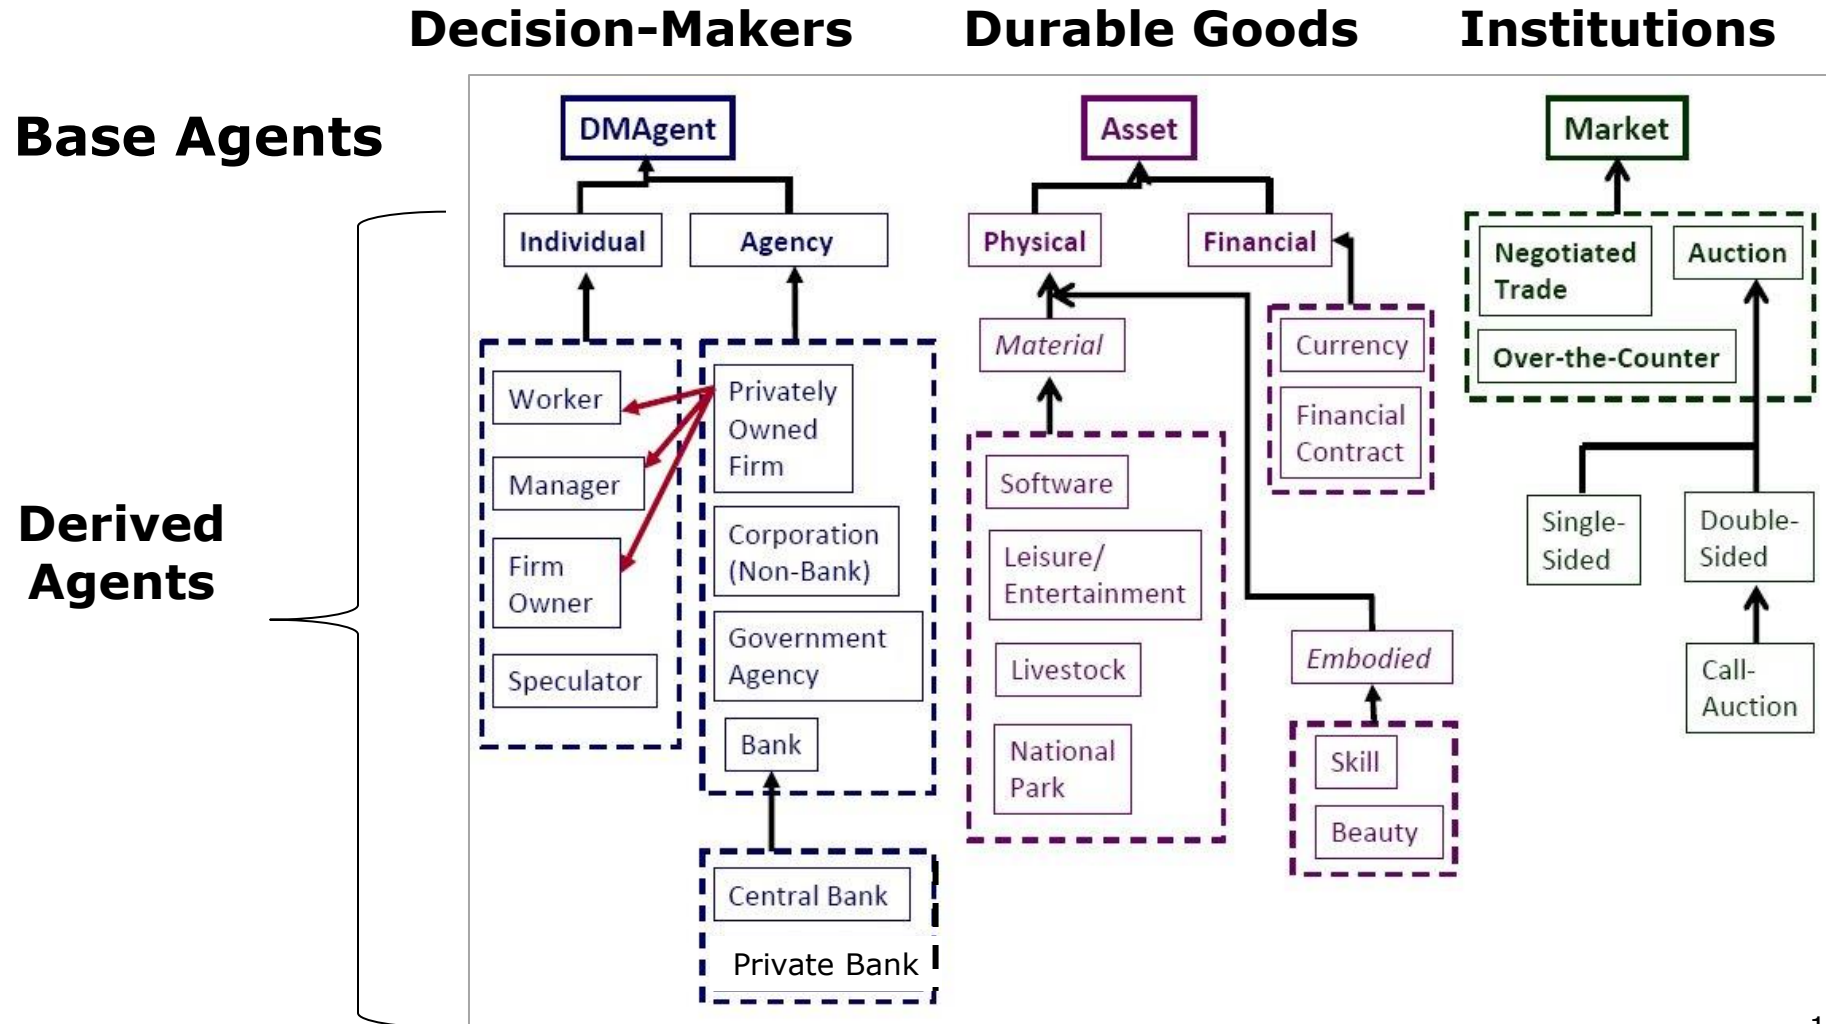 Decision-Makers
Durable Goods
Institutions
Base Agents
DMAgent
Asset
Market
Individual
Agency
Physical
Financial
Negotiated
Trade
Auction
Over-the-Counter
Material
Currency
Financial
Contract
Worker
Manager
Firm
Owner
Speculator
Privately
Owned
Firm
Corporation
(Non-Bank)
Government
Agency
Bank
Central Bank
Private Bank
Software
Leisure/
Entertainment
Livestock
National
Park
Embodied
Skill
Beauty
Single-
Sided
Double-
Sided
Call-
Auction
Derived
Agents